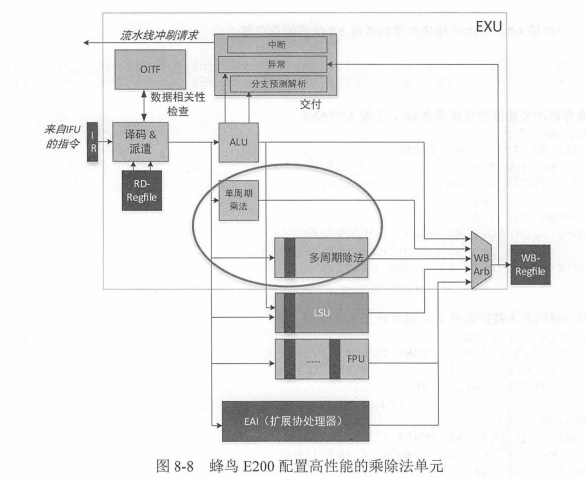 EXU
流水线冲刷请求
中断
异常
分支预测解析
交付
OITF
数据相关性
检查
来自IFU
的指令
I
R
译码 &
派遣
ALU
RD-
Regfile
单周期
乘法
多周期除法
WB
Arb
WB-
Regfile
LSU
......
FPU
EAI（扩展协处理器）
图 8-8 蜂鸟 E200 配置高性能的乘除法单元